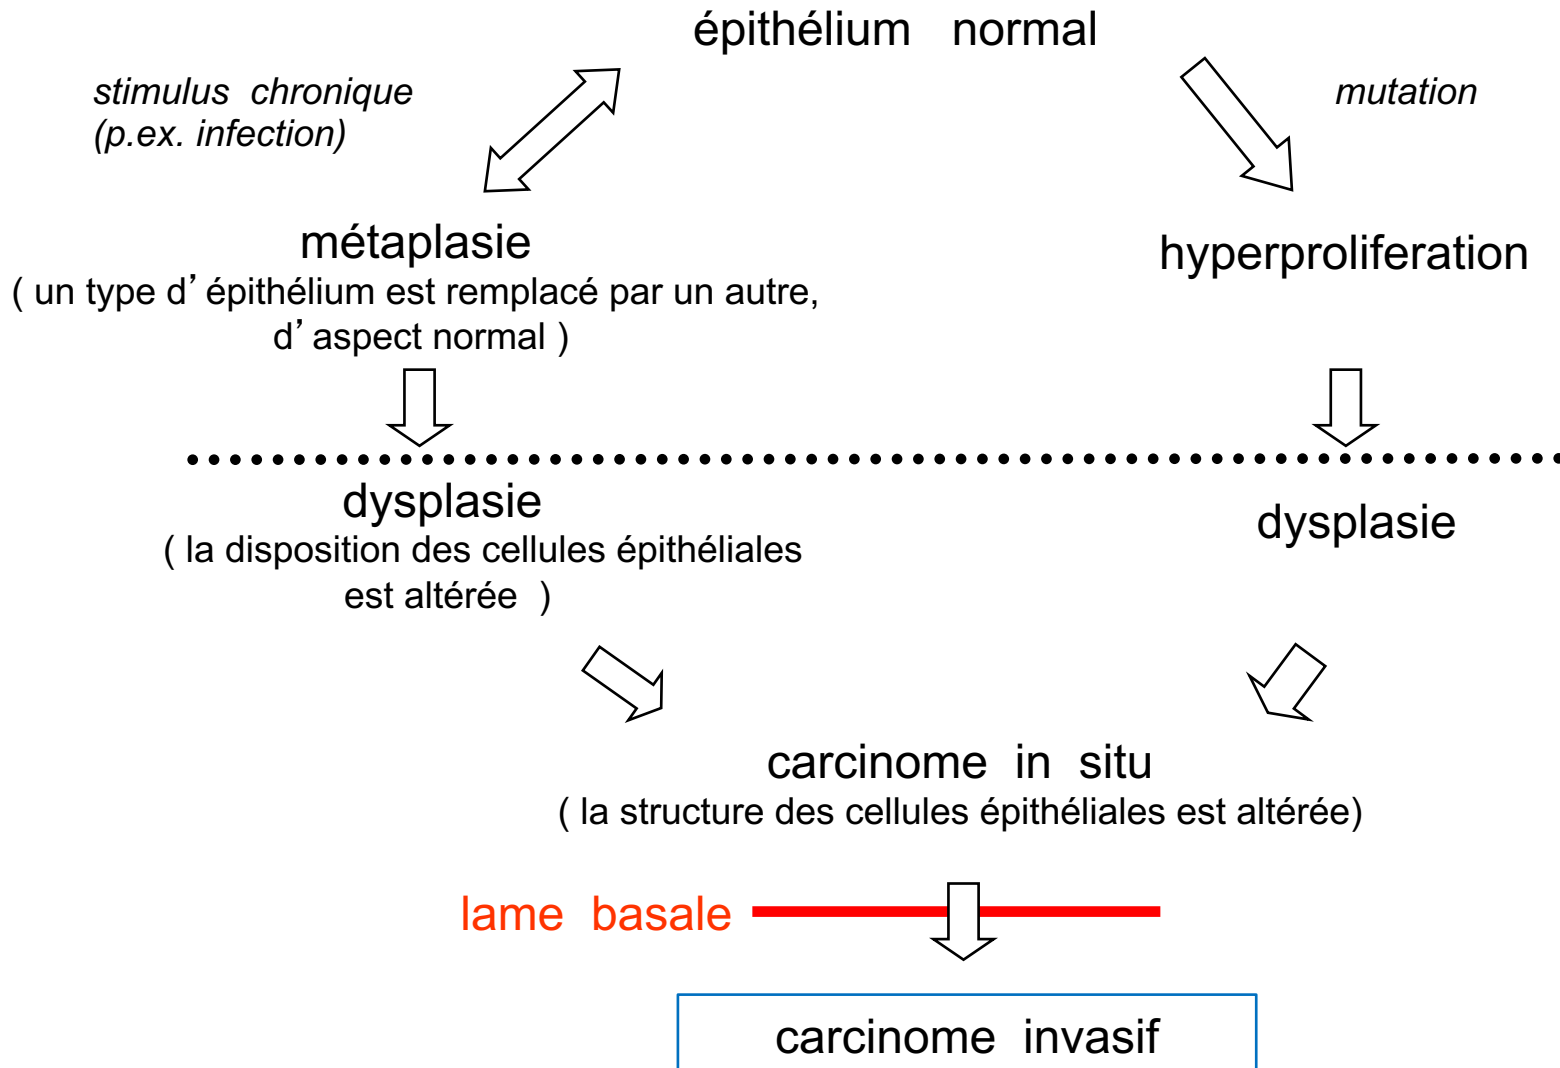 épithélium normal
stimulus chronique
(p.ex. infection)
mutation
métaplasie
( un type d’épithélium est remplacé par un autre,
d’aspect normal )
hyperproliferation
dysplasie
( la disposition des cellules épithéliales
est altérée )
dysplasie
carcinome in situ
( la structure des cellules épithéliales est altérée)
lame basale
carcinome invasif